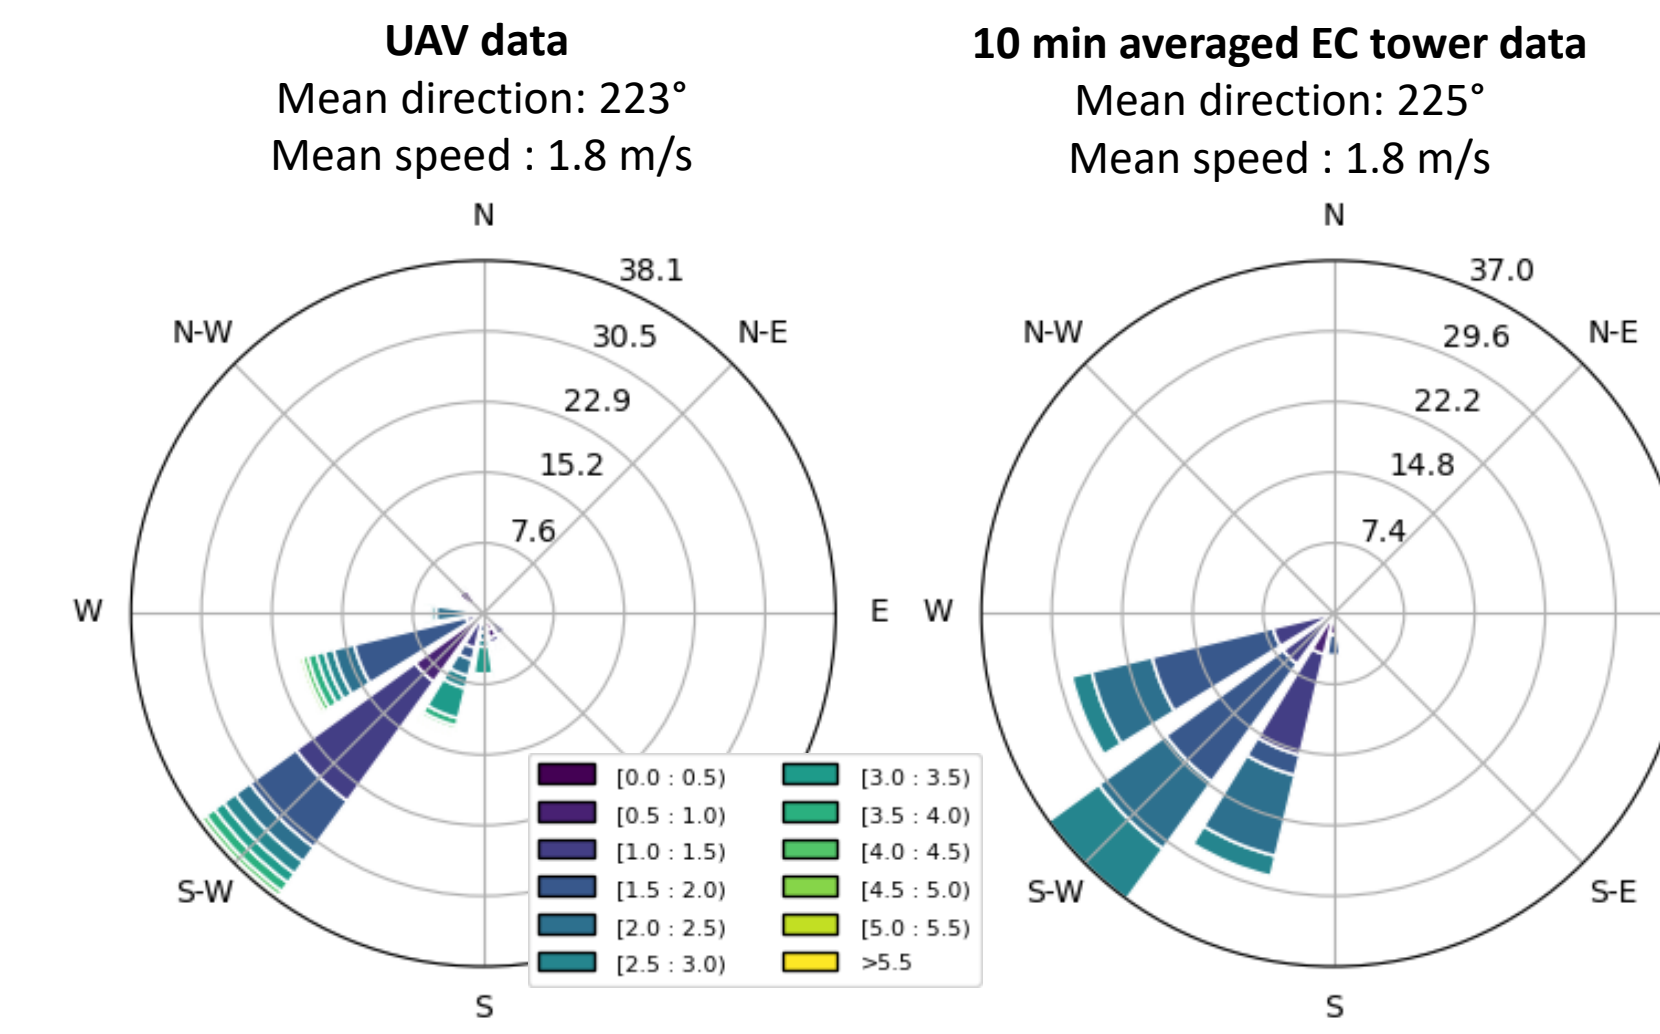 UAV data
Mean direction: 223°
Mean speed : 1.8 m/s
N
38.1
N-W
30.5
N-E
22.9
15.2
7.6
W
E
S-W
S
10 min averaged EC tower data
Mean direction: 225°
Mean speed : 1.8 m/s
N
37.0
N-W
29.6
N-E
22.2
14.8
7.4
W
S-W
S-E
S
[0.0 : 0.5)
[0.5 : 1.0)
[1.0 : 1.5)
[1.5 : 2.0)
[2.0 : 2.5)
[2.5 : 3.0)
[3.0 : 3.5)
[3.5 : 4.0)
[4.0 : 4.5)
[4.5 : 5.0)
[5.0 : 5.5)
>5.5